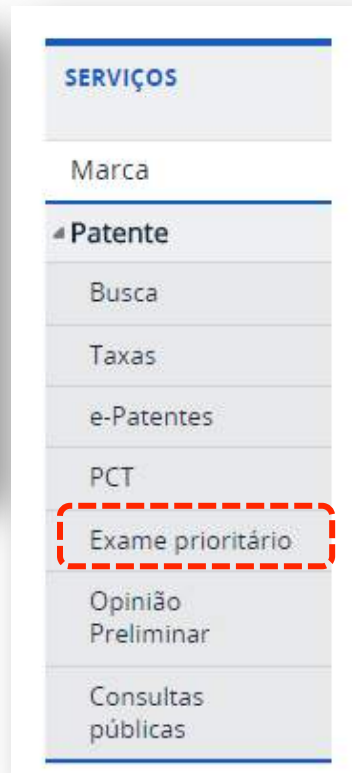 SERVIÇOS
Marca
Patente
Busca
Taxas
e-Patentes
PCT
Exame prioritário
Opinião
Preliminar
Consultas
públicas